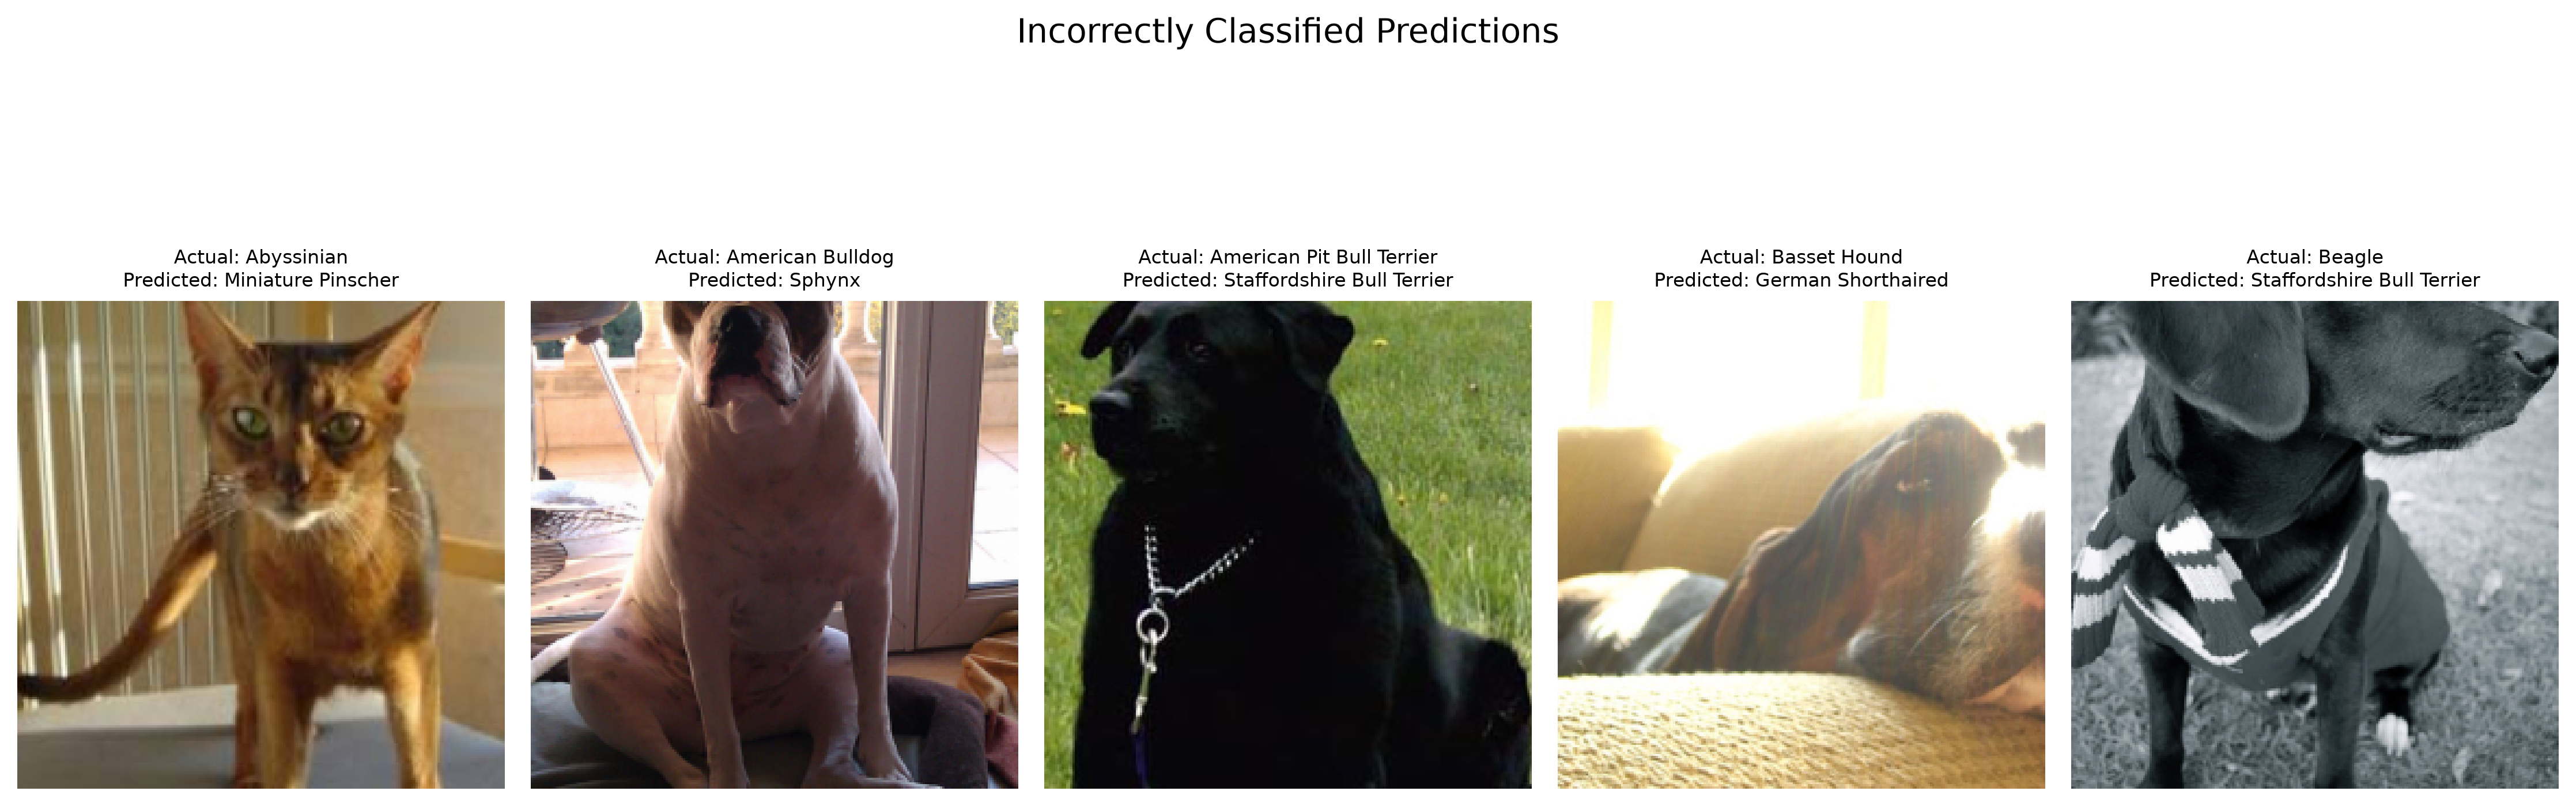 Incorrectly Classified Predictions
Actual: Abyssinian
Predicted: Miniature Pinscher
Actual: American Bulldog
Predicted: Sphynx
Actual: American Pit Bull Terrier
Predicted: Staffordshire Bull Terrier
Actual: Basset Hound
Predicted: German Shorthaired
Actual: Beagle
Predicted: Staffordshire Bull Terrier